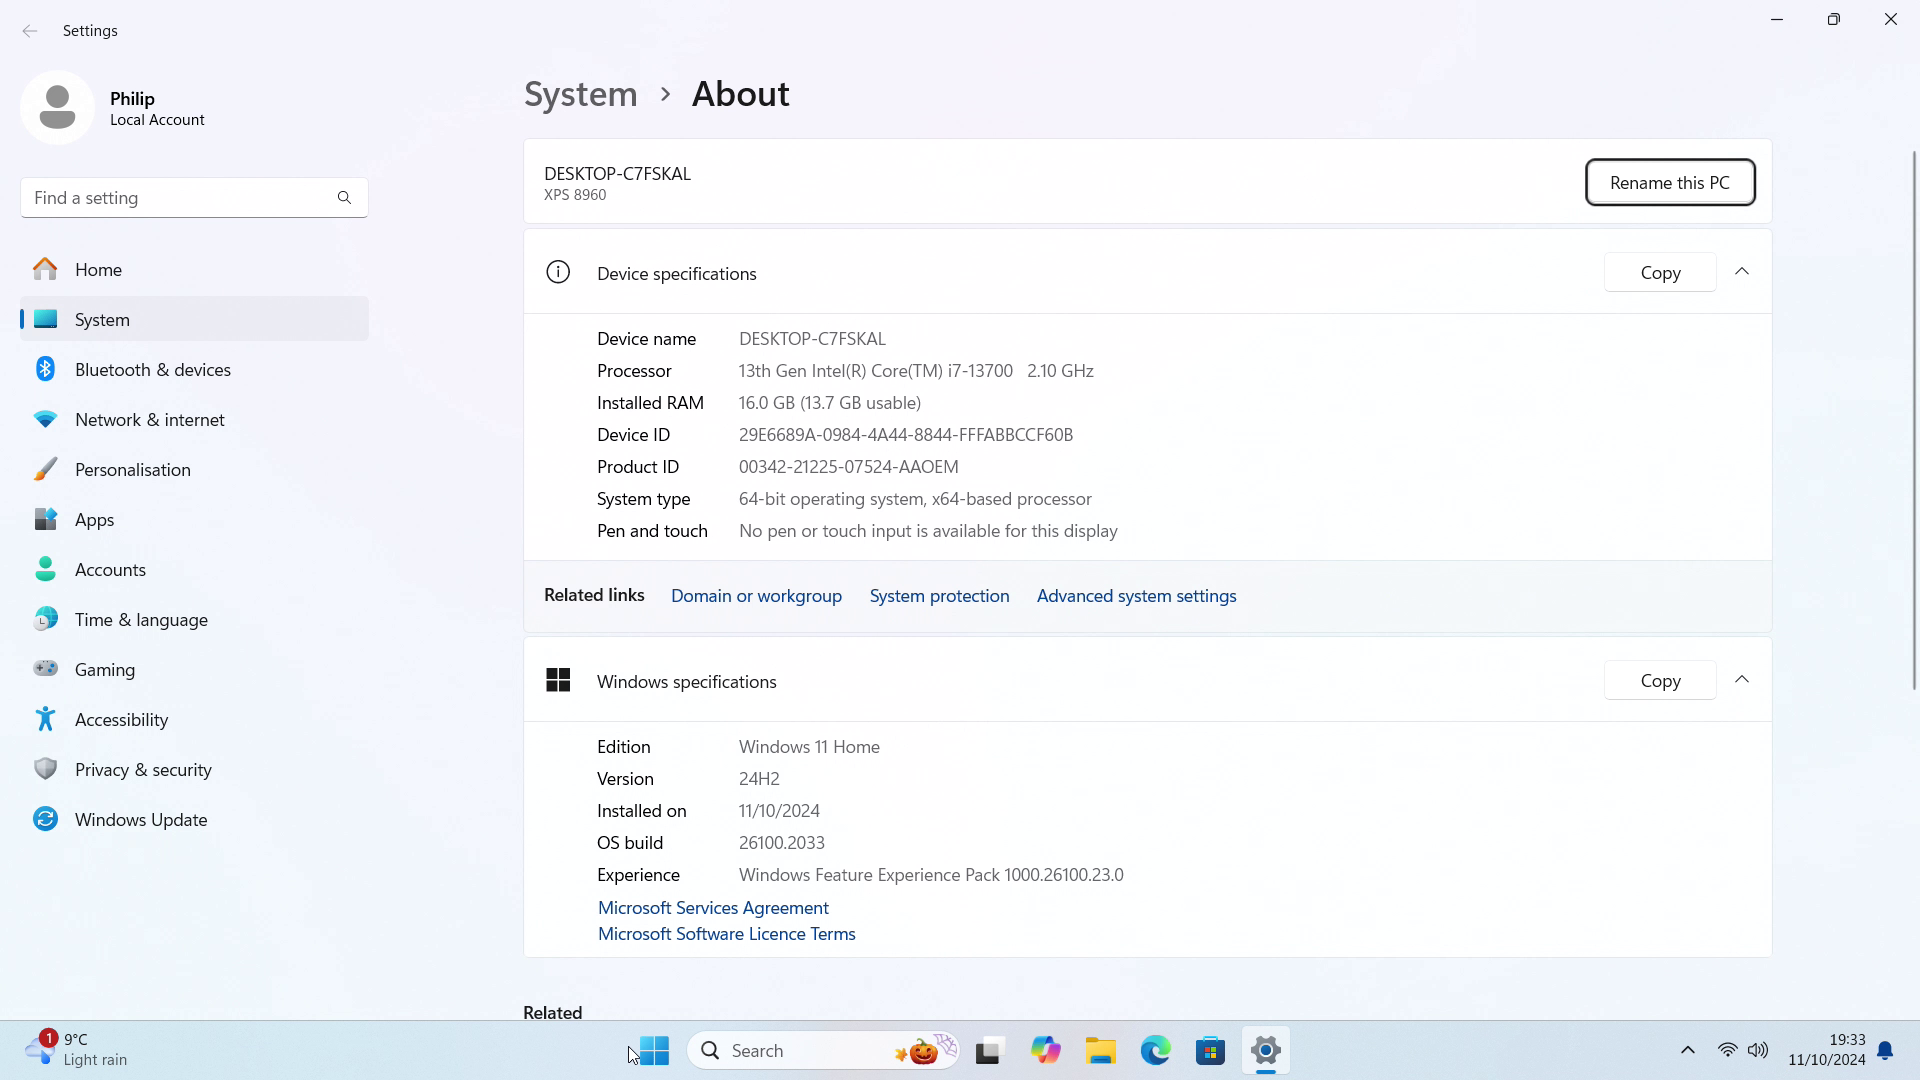 Settings
Philip
Local Account
Find a setting
Home
System
Bluetooth & devices
Network & internet
Personalisation
Apps
Accounts
Time & language
Gaming
Accessibility
Privacy & security
Windows Update
System > About
DESKTOP-C7FSKAL
XPS 8960
Rename this PC
Device specifications
Copy
Device name DESKTOP-C7FSKAL
Processor 13th Gen Intel(R) Core(TM) i7-13700 2.10 GHz
Installed RAM 16.0 GB (13.7 GB usable)
Device ID 29E6689A-0984-4A44-8844-FFFABBCCF60B
Product ID 00342-21225-07524-AAOEM
System type 64-bit operating system, x64-based processor
Pen and touch No pen or touch input is available for this display
Related links Domain or workgroup System protection Advanced system settings
Windows specifications
Copy
Edition Windows 11 Home
Version 24H2
Installed on 11/10/2024
OS build 26100.2033
Experience Windows Feature Experience Pack 1000.26100.23.0
Microsoft Services Agreement
Microsoft Software Licence Terms
Related
1
9°C
Light rain
Search
19:33
11/10/2024